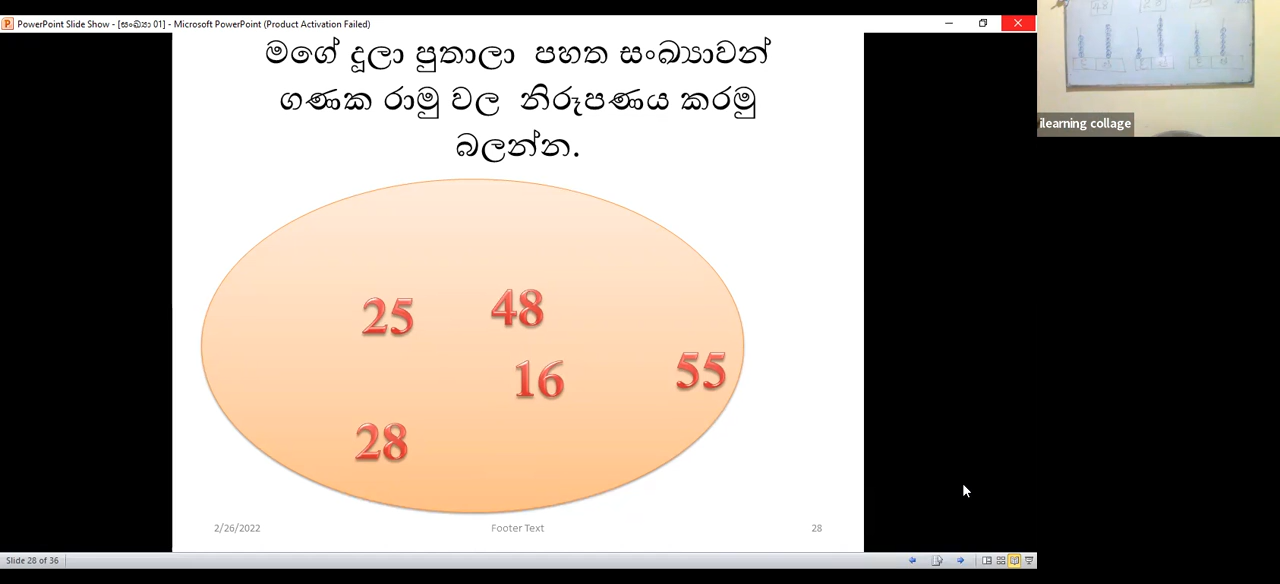 PowerPoint Slide Show - [සංඛ්‍යා 01] - Microsoft PowerPoint (Product Activation Failed)
මගේ දූලා පුතාලා පහත සංඛ්‍යාවන්
ගණක රාමු වල නිරූපණය කරමු
බලන්න.
25
48
16
55
28
2/26/2022
Footer Text
28
Slide 28 of 36
48
ilearning collage